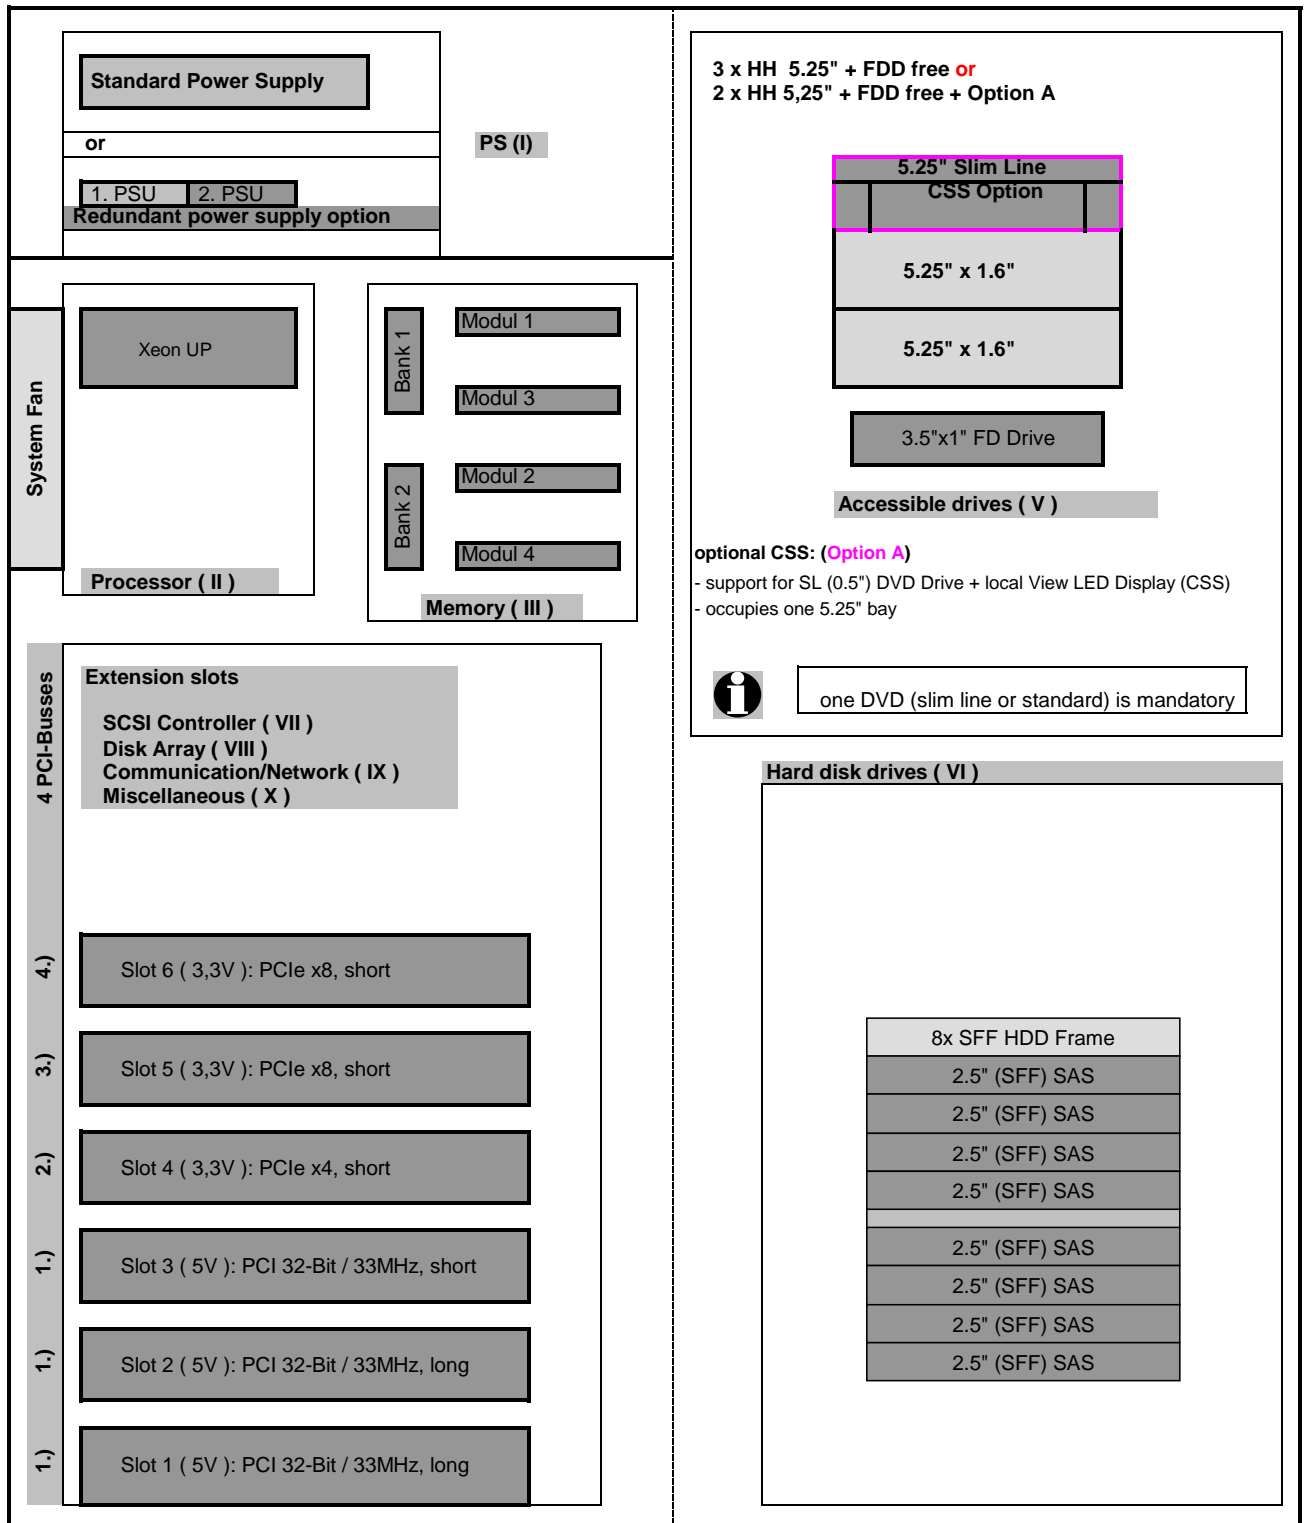 Standard Power Supply
or
PS (I)
1. PSU
2. PSU
Redundant power supply option
System Fan
Xeon UP
Processor ( II )
Bank 1
Modul 1
Modul 3
Bank 2
Modul 2
Modul 4
Memory ( III )
4 PCI-Busses
Extension slots
SCSI Controller ( VII )
Disk Array ( VIII )
Communication/Network ( IX )
Miscellaneous ( X )
4.)
Slot 6 ( 3,3V ): PCIe x8, short
3.)
Slot 5 ( 3,3V ): PCIe x8, short
2.)
Slot 4 ( 3,3V ): PCIe x4, short
1.)
Slot 3 ( 5V ): PCI 32-Bit / 33MHz, short
1.)
Slot 2 ( 5V ): PCI 32-Bit / 33MHz, long
1.)
Slot 1 ( 5V ): PCI 32-Bit / 33MHz, long
3 x HH 5.25" + FDD free or
2 x HH 5,25" + FDD free + Option A
5.25" Slim Line
CSS Option
5.25" x 1.6"
5.25" x 1.6"
3.5"x1" FD Drive
Accessible drives ( V )
optional CSS: (Option A)
- support for SL (0.5") DVD Drive + local View LED Display (CSS)
- occupies one 5.25" bay
i
one DVD (slim line or standard) is mandatory
Hard disk drives ( VI )
8x SFF HDD Frame
2.5" (SFF) SAS
2.5" (SFF) SAS
2.5" (SFF) SAS
2.5" (SFF) SAS
2.5" (SFF) SAS
2.5" (SFF) SAS
2.5" (SFF) SAS
2.5" (SFF) SAS